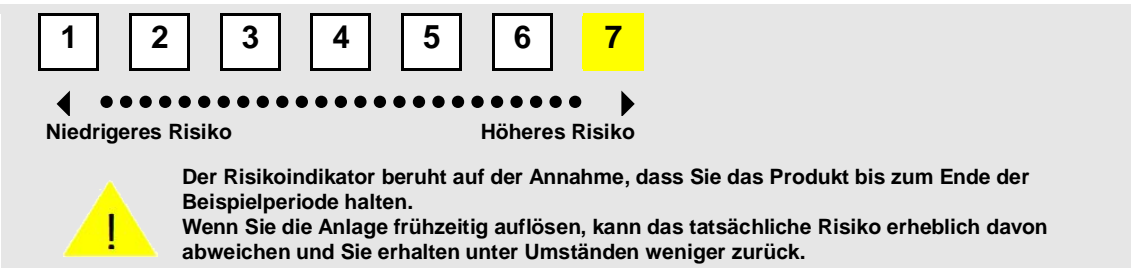 1 2 3 4 5 6 7
Niedrigeres Risiko Höheres Risiko
Der Risikoindikator beruht auf der Annahme, dass Sie das Produkt bis zum Ende der
Beispielperiode halten.
Wenn Sie die Anlage frühzeitig auflösen, kann das tatsächliche Risiko erheblich davon
abweichen und Sie erhalten unter Umständen weniger zurück.
!